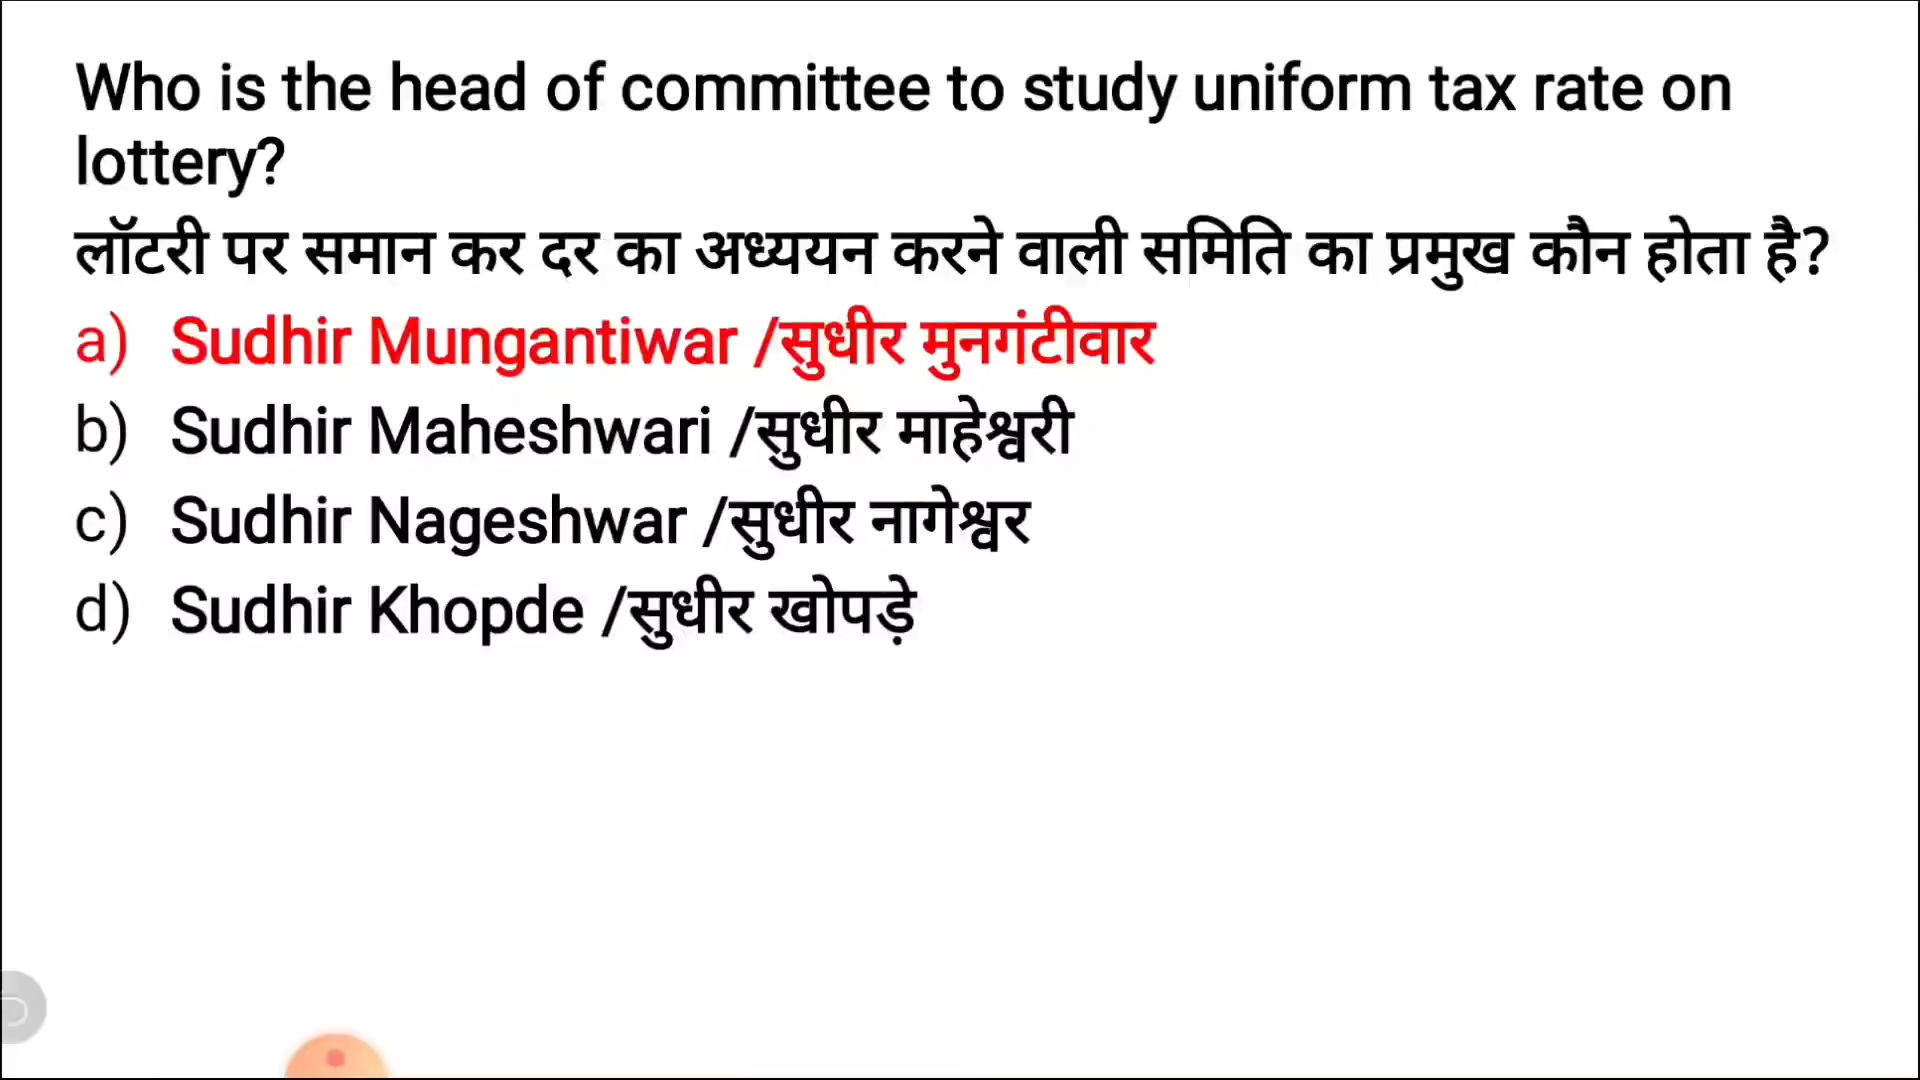 Who is the head of committee to study uniform tax rate on
lottery?
लॉटरी पर समान कर दर का अध्ययन करने वाली समिति का प्रमुख कौन होता है?
a) Sudhir Mungantiwar /सुधीर मुनगंटीवार
b) Sudhir Maheshwari /सुधीर माहेश्वरी
c) Sudhir Nageshwar /सुधीर नागेश्वर
d) Sudhir Khopde /सुधीर खोपड़े